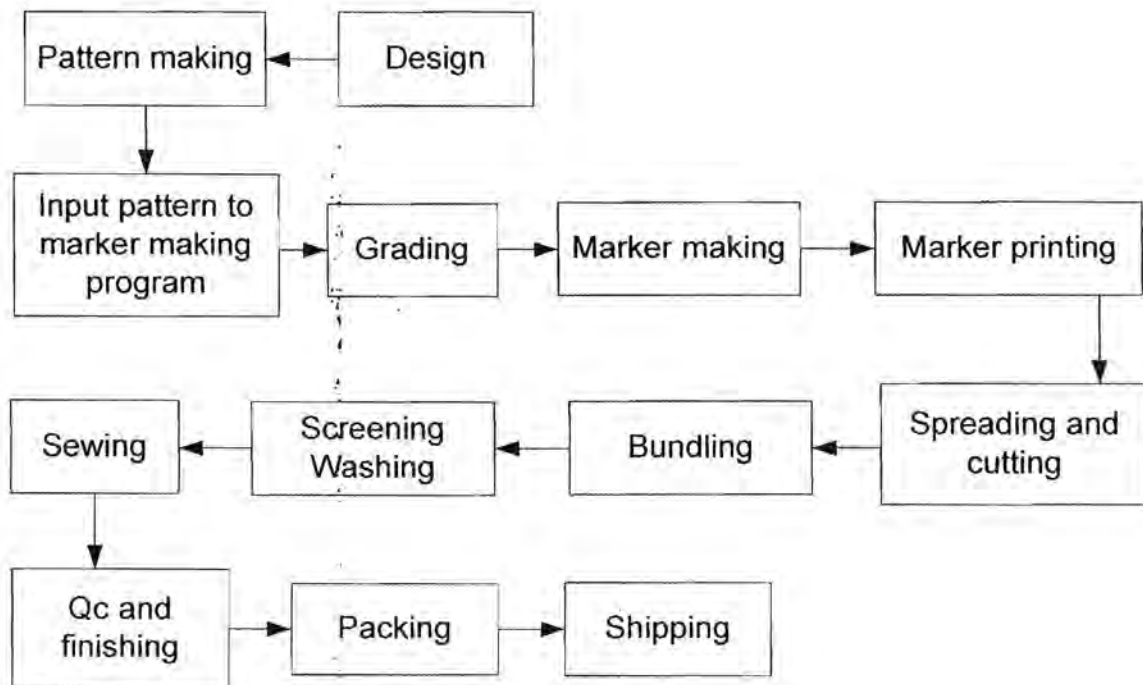 Pattern making
Design
Input pattern to
marker making
program
Grading
Marker making
Marker printing
Sewing
Screening
Washing
Bundling
Spreading and
cutting
Qc and
finishing
Packing
Shipping